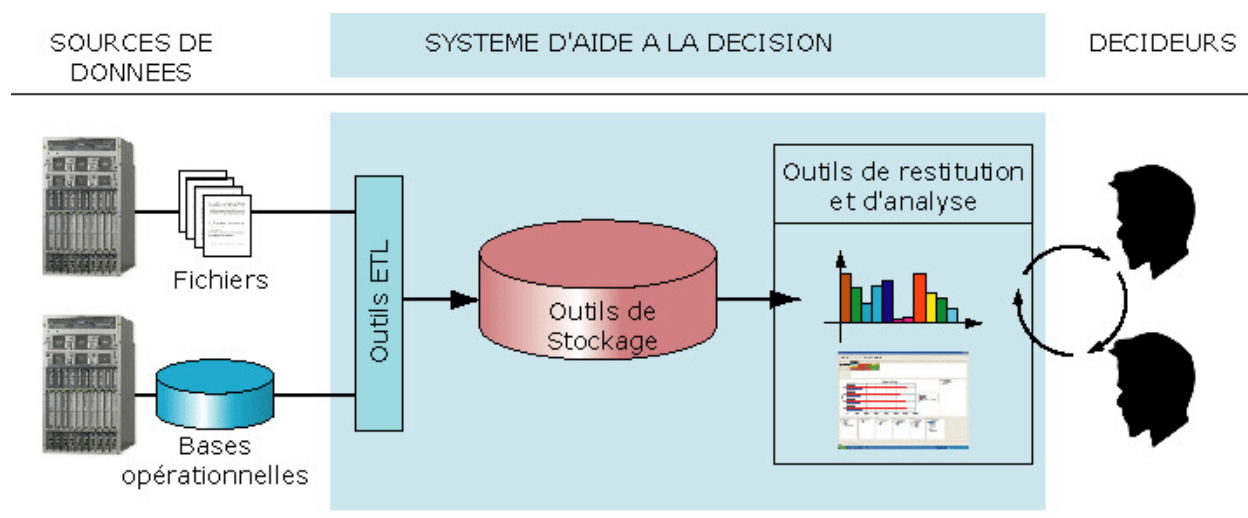 SOURCES DE
DONNEES
SYSTEME D'AIDE A LA DECISION
DECIDEURS
Fichiers
Bases
opérationnelles
Outils ETL
Outils de
Stockage
Outils de restitution
et d'analyse